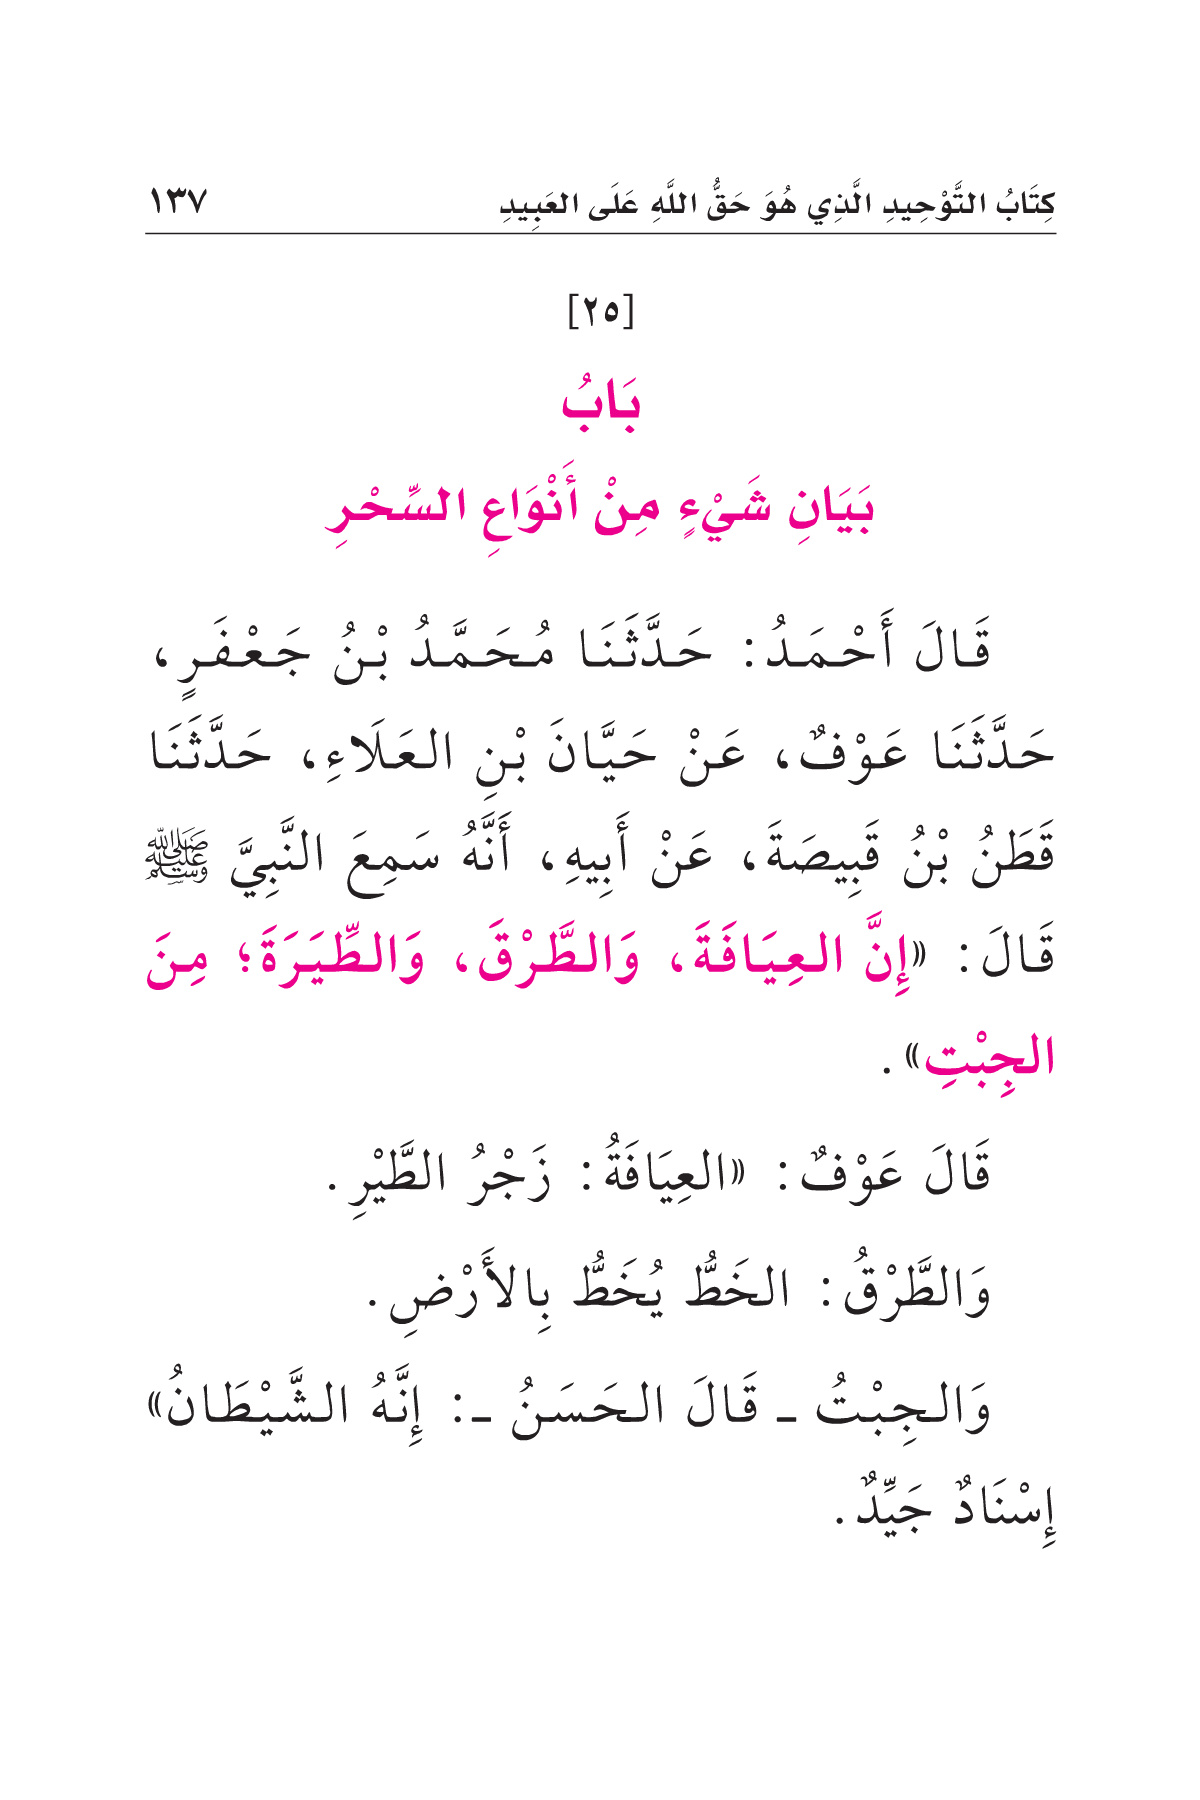 كِتَابُ التَّوْحِيدِ الَّذِي هُوَ حَقُّ اللَّهِ عَلَى العَبِيدِ ١٣٧
[٢٥]
بَابُ
بَيَانِ شَيْءٍ مِنْ أَنْوَاعِ السِّحْرِ
قَالَ أَحْمَدُ: حَدَّثَنَا مُحَمَّدُ بْنُ جَعْفَرٍ،
حَدَّثَنَا عَوْفٌ، عَنْ حَيَّانَ بْنِ العَلَاءِ، حَدَّثَنَا
قَطَنُ بْنُ قَبِيصَةَ، عَنْ أَبِيهِ، أَنَّهُ سَمِعَ النَّبِيَّ ﷺ
قَالَ: «إِنَّ العِيَافَةَ، وَالطَّرْقَ، وَالطِّيَرَةَ؛ مِنَ
الجِبْتِ».
قَالَ عَوْفٌ: «العِيَافَةُ: زَجْرُ الطَّيْرِ.
وَالطَّرْقُ: الخَطُّ يُخَطُّ بِالأَرْضِ.
وَالجِبْتُ ـ قَالَ الحَسَنُ ـ: إِنَّهُ الشَّيْطَانُ»
إِسْنَادٌ جَيِّدٌ.